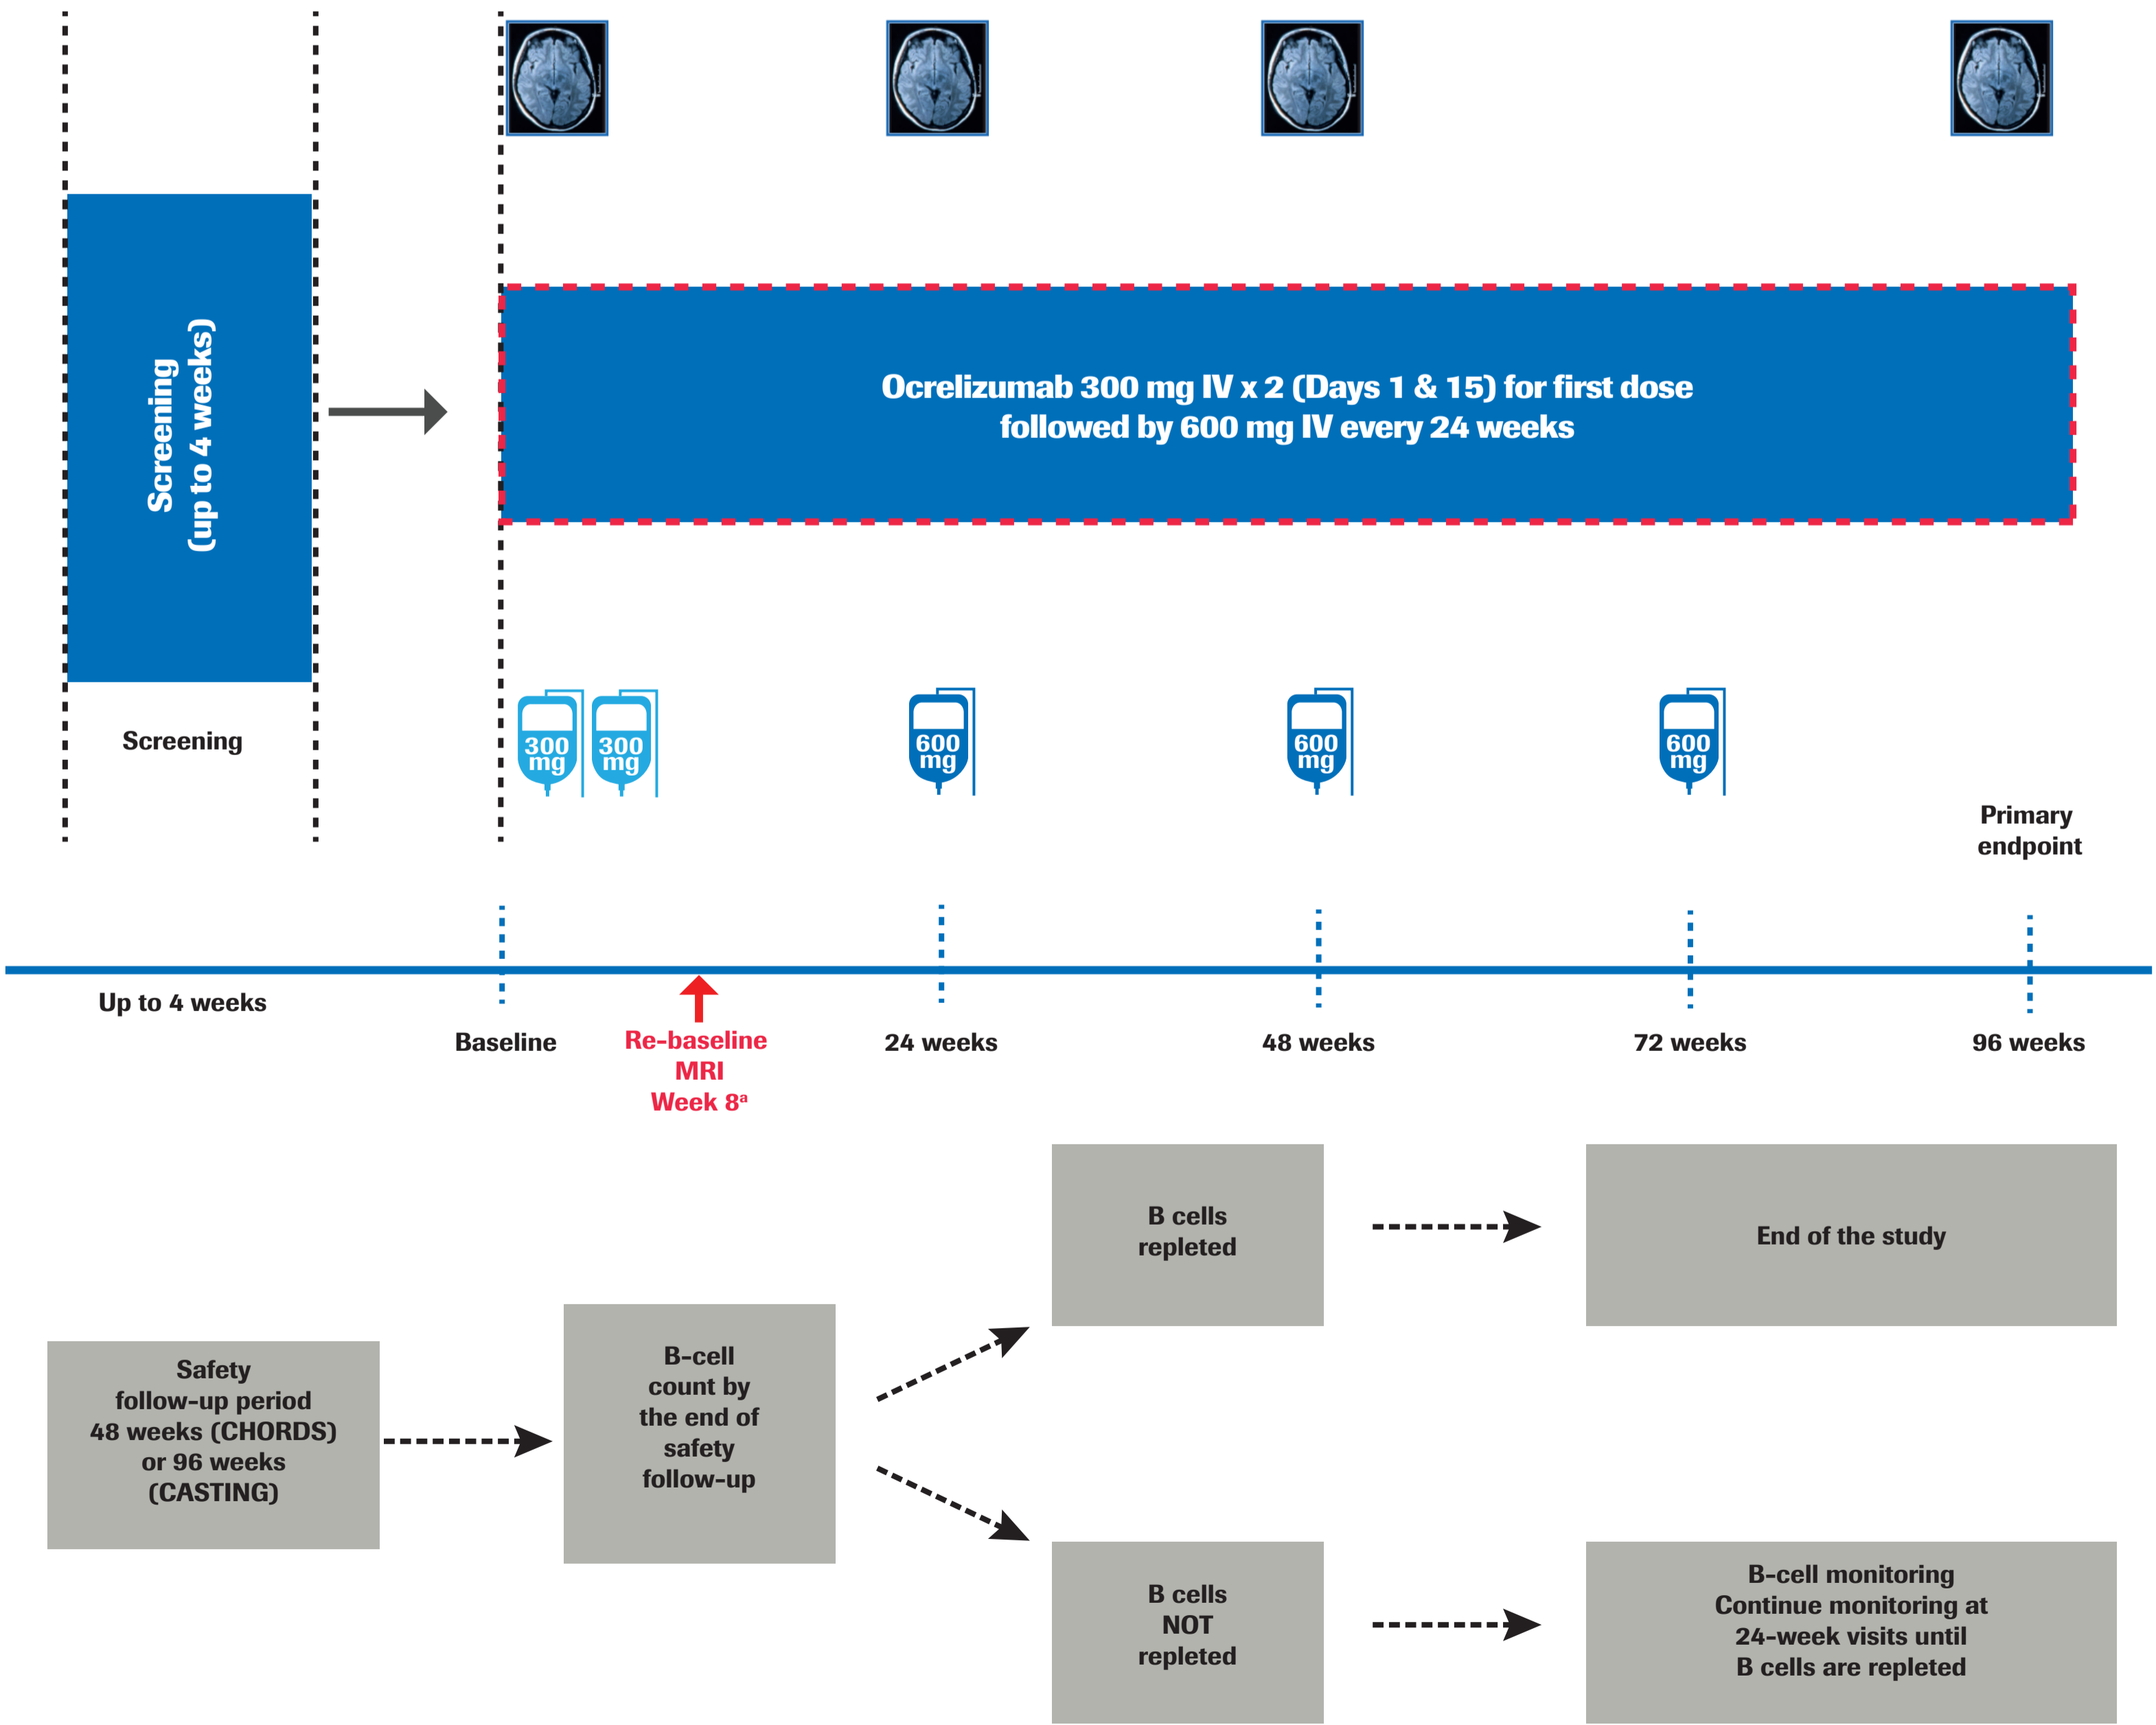 Screening
(up to 4 weeks)
Ocrelizumab 300 mg IV x 2 (Days 1 & 15) for first dose
followed by 600 mg IV every 24 weeks
Screening
300
mg
300
mg
600
mg
600
mg
600
mg
Primary
endpoint
Up to 4 weeks
Baseline
Re-baseline
MRI
Week 8ᵃ
24 weeks
48 weeks
72 weeks
96 weeks
Safety
follow-up period
48 weeks (CHORDS)
or 96 weeks
(CASTING)
B-cell
count by
the end of
safety
follow-up
B cells
repleted
End of the study
B cells
NOT
repleted
B-cell monitoring
Continue monitoring at
24-week visits until
B cells are repleted